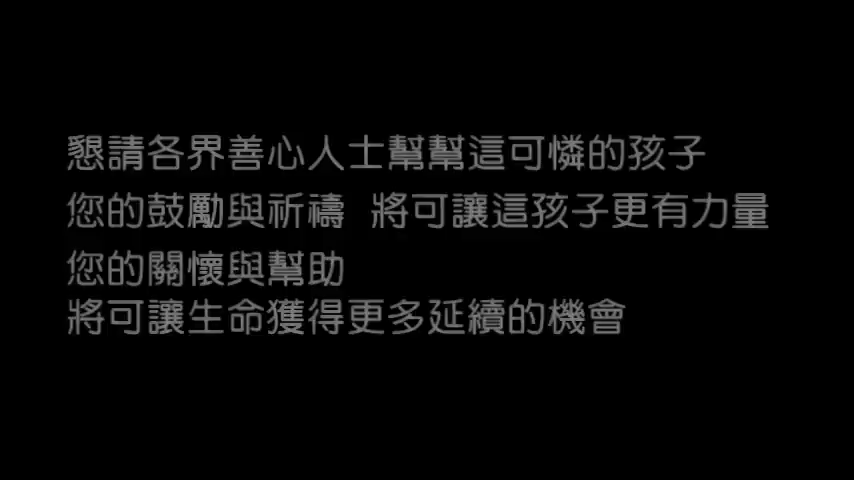 懇請各界善心人士幫幫這可憐的孩子
您的鼓勵與祈禱 將可讓這孩子更有力量
您的關懷與幫助
將可讓生命獲得更多延續的機會